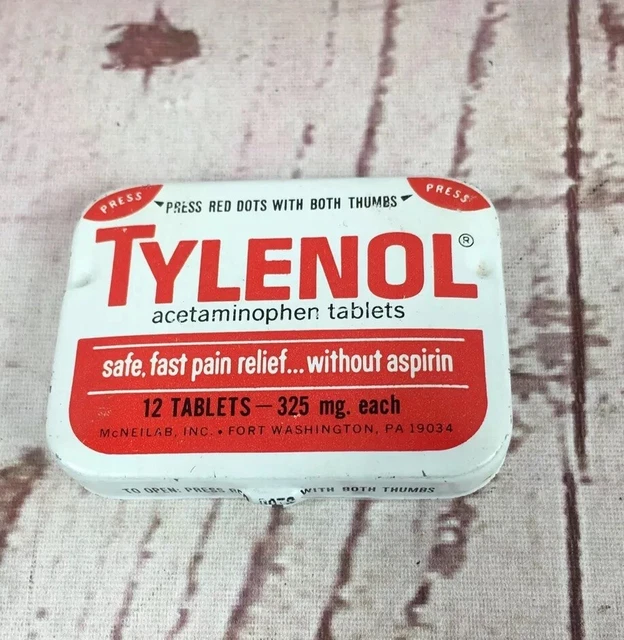 PRESS
PRESS
PRESS RED DOTS WITH BOTH THUMBS
TYLENOL®
acetaminophen tablets
safe, fast pain relief...without aspirin
12 TABLETS — 325 mg. each
McNEILAB, INC. • FORT WASHINGTON, PA 19034
TO OPEN: PRESS WITH BOTH THUMBS